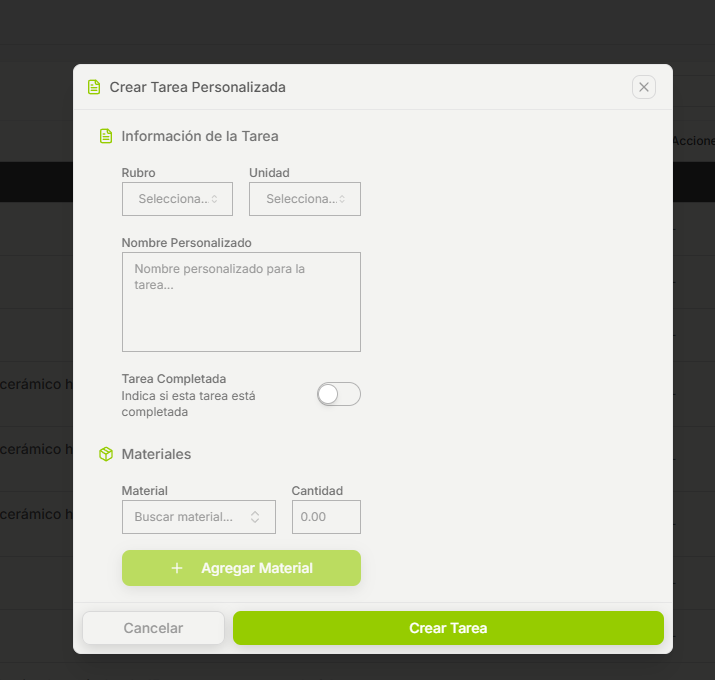 Crear Tarea Personalizada
Accione
Información de la Tarea
Rubro
Unidad
Selecciona...
Selecciona...
Nombre Personalizado
Nombre personalizado para la
tarea...
Tarea Completada
Indica si esta tarea está
completada
cerámico h
cerámico h
cerámico h
Materiales
Material
Cantidad
Buscar material...
0.00
+ Agregar Material
Cancelar
Crear Tarea